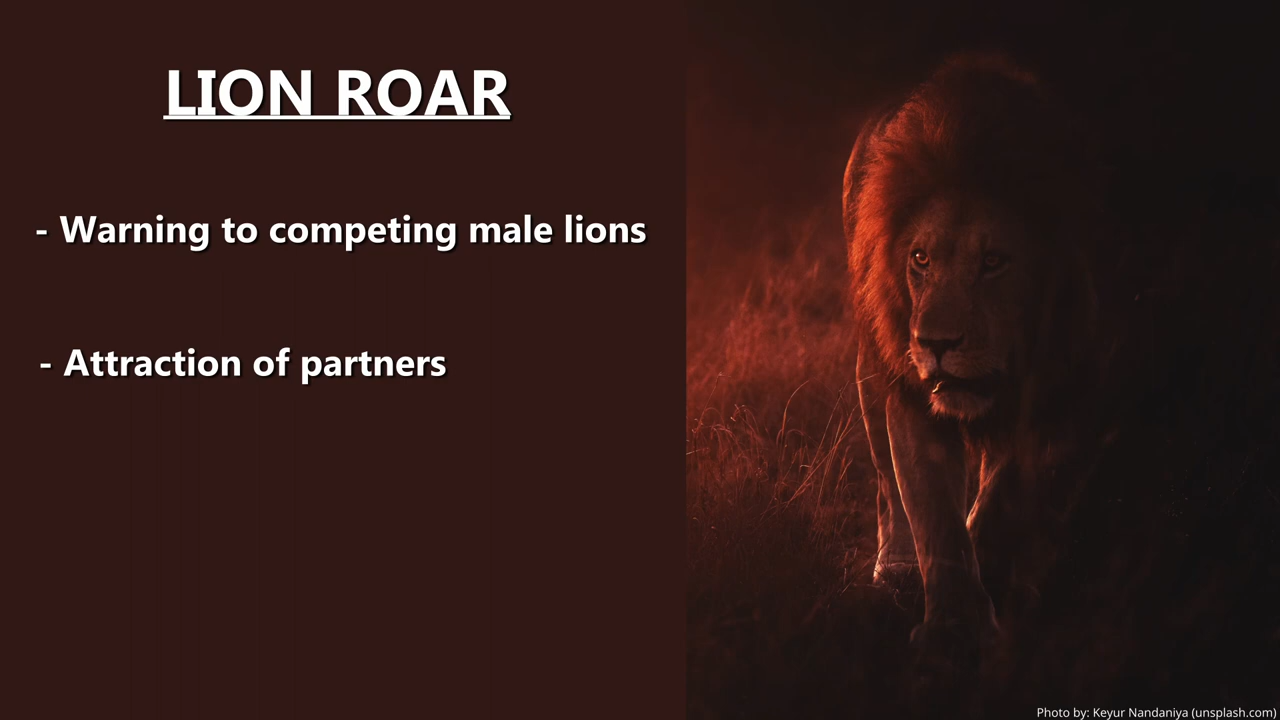 LION ROAR
- Warning to competing male lions
- Attraction of partners
Photo by: Keyur Nandaniya (unsplash.com)